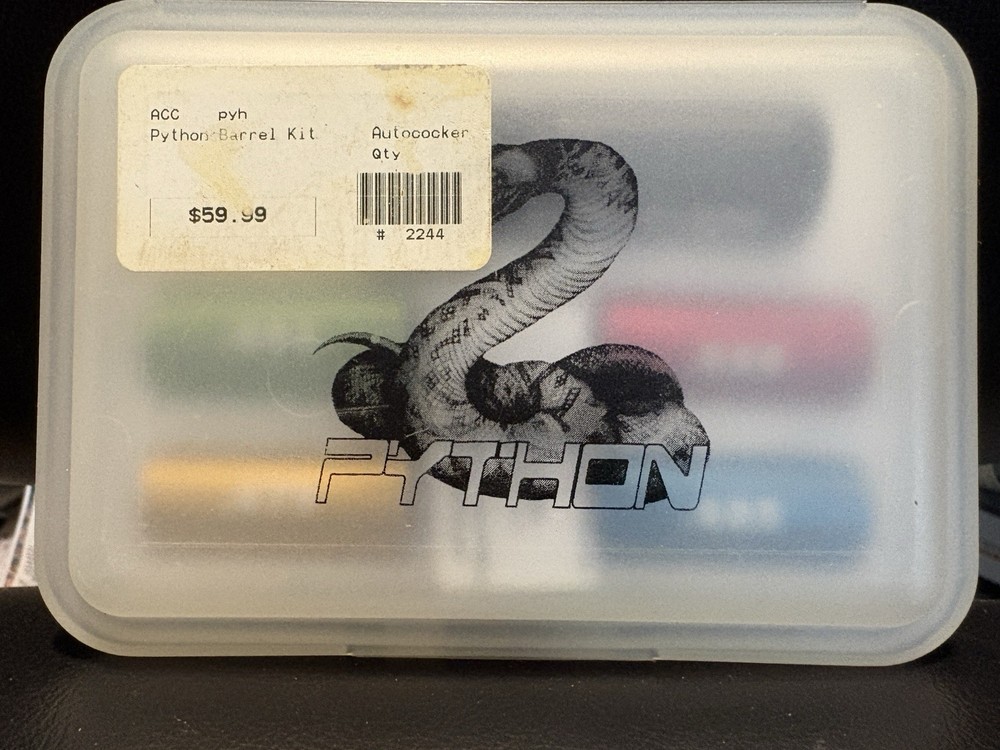 ACC pyh
Python Barrel Kit Autococker
Qty
$59.99
# 2244
PYTHON